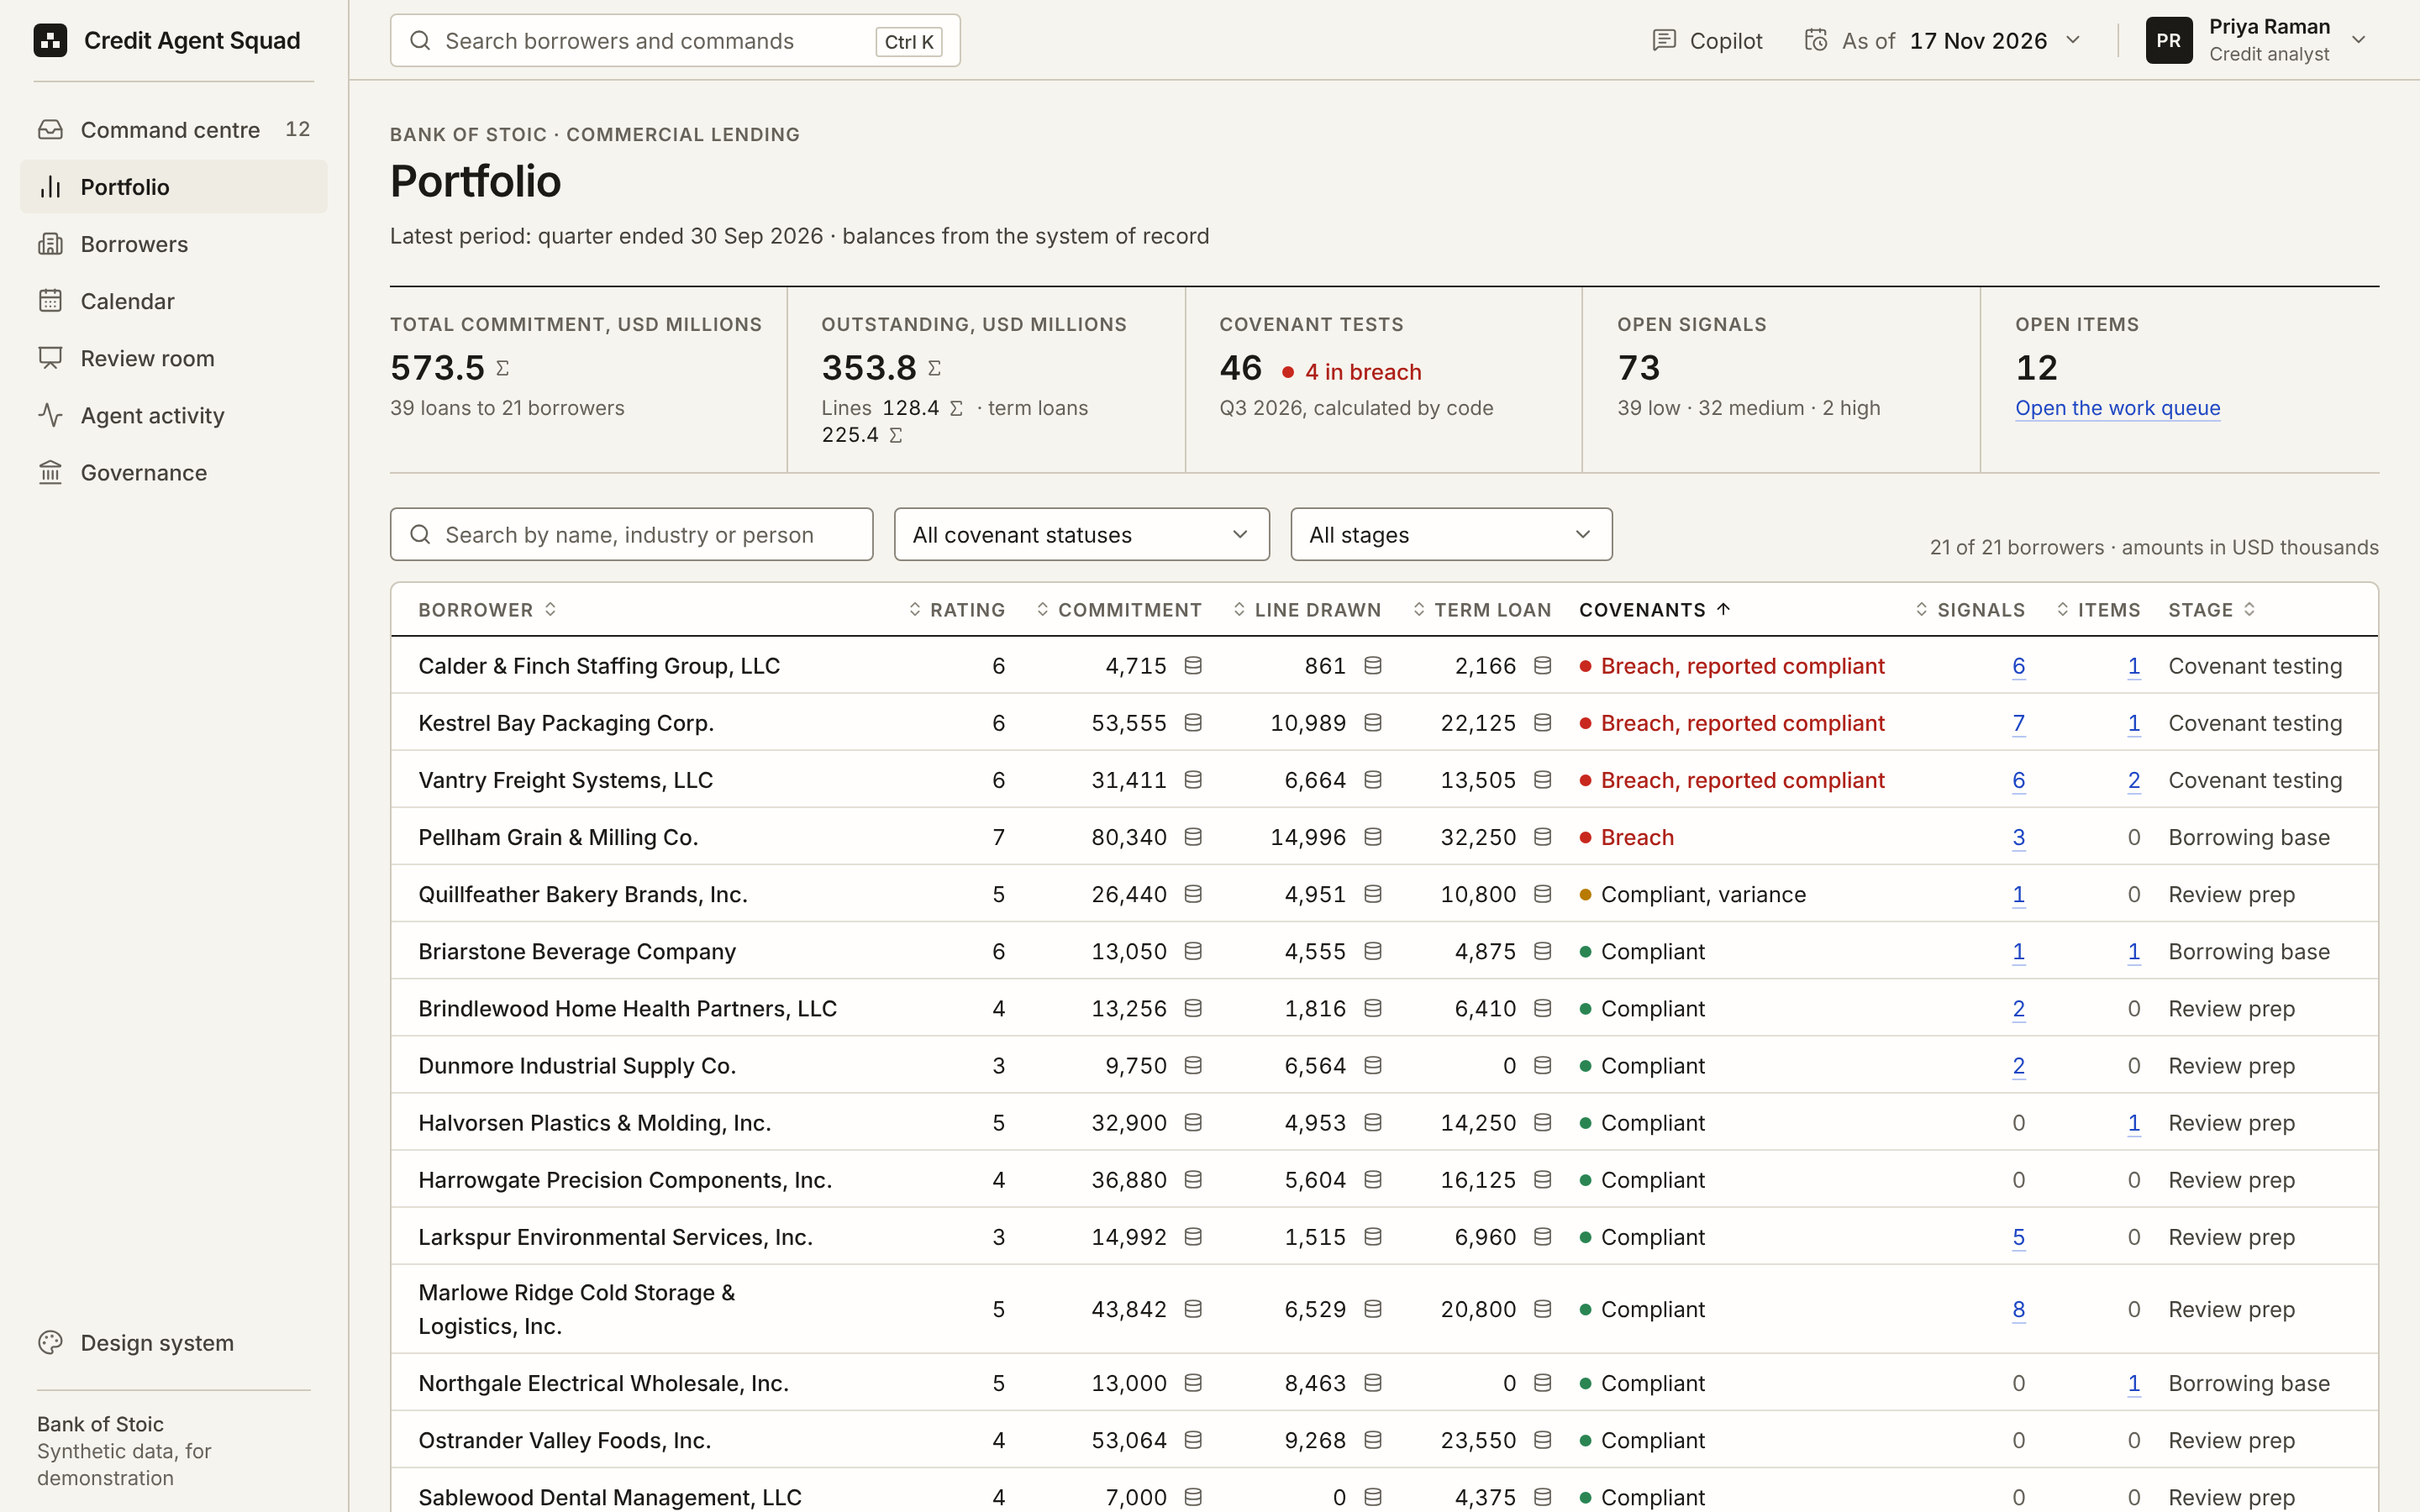 Credit Agent Squad
Search borrowers and commands Ctrl K
Copilot As of 17 Nov 2026
PR Priya Raman
Credit analyst
Command centre 12
Portfolio
Borrowers
Calendar
Review room
Agent activity
Governance
Design system
Bank of Stoic
Synthetic data, for
demonstration
BANK OF STOIC · COMMERCIAL LENDING
Portfolio
Latest period: quarter ended 30 Sep 2026 · balances from the system of record
TOTAL COMMITMENT, USD MILLIONS
573.5 Σ
39 loans to 21 borrowers
OUTSTANDING, USD MILLIONS
353.8 Σ
Lines 128.4 Σ · term loans
225.4 Σ
COVENANT TESTS
46 4 in breach
Q3 2026, calculated by code
OPEN SIGNALS
73
39 low · 32 medium · 2 high
OPEN ITEMS
12
Open the work queue
Search by name, industry or person
All covenant statuses
All stages
21 of 21 borrowers · amounts in USD thousands
BORROWER RATING COMMITMENT LINE DRAWN TERM LOAN COVENANTS SIGNALS ITEMS STAGE
Calder & Finch Staffing Group, LLC 6 4,715 861 2,166 Breach, reported compliant 6 1 Covenant testing
Kestrel Bay Packaging Corp. 6 53,555 10,989 22,125 Breach, reported compliant 7 1 Covenant testing
Vantry Freight Systems, LLC 6 31,411 6,664 13,505 Breach, reported compliant 6 2 Covenant testing
Pellham Grain & Milling Co. 7 80,340 14,996 32,250 Breach 3 0 Borrowing base
Quillfeather Bakery Brands, Inc. 5 26,440 4,951 10,800 Compliant, variance 1 0 Review prep
Briarstone Beverage Company 6 13,050 4,555 4,875 Compliant 1 1 Borrowing base
Brindlewood Home Health Partners, LLC 4 13,256 1,816 6,410 Compliant 2 0 Review prep
Dunmore Industrial Supply Co. 3 9,750 6,564 0 Compliant 2 0 Review prep
Halvorsen Plastics & Molding, Inc. 5 32,900 4,953 14,250 Compliant 0 1 Review prep
Harrowgate Precision Components, Inc. 4 36,880 5,604 16,125 Compliant 0 0 Review prep
Larkspur Environmental Services, Inc. 3 14,992 1,515 6,960 Compliant 5 0 Review prep
Marlowe Ridge Cold Storage &
Logistics, Inc. 5 43,842 6,529 20,800 Compliant 8 0 Review prep
Northgale Electrical Wholesale, Inc. 5 13,000 8,463 0 Compliant 0 1 Borrowing base
Ostrander Valley Foods, Inc. 4 53,064 9,268 23,550 Compliant 0 0 Review prep
Sablewood Dental Management, LLC 4 7,000 0 4,375 Compliant 0 0 Review prep